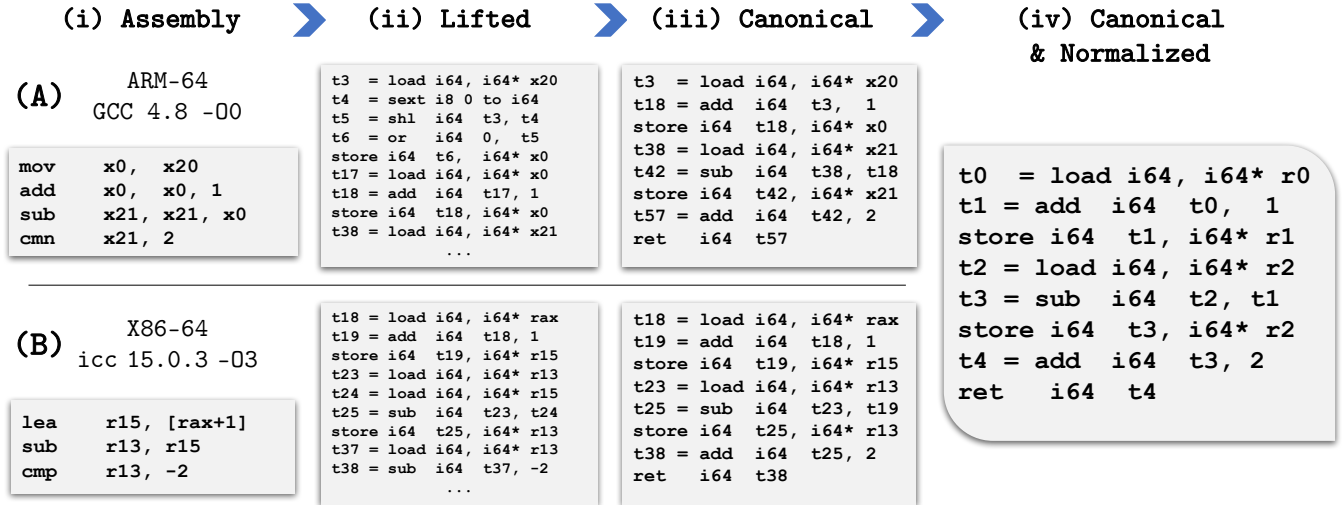 (i) Assembly
(ii) Lifted
(iii) Canonical
(iv) Canonical
& Normalized
(A)
ARM-64
GCC 4.8 -O0
mov x0, x20
add x0, x0, 1
sub x21, x21, x0
cmn x21, 2
t3 = load i64, i64* x20
t4 = sext i8 0 to i64
t5 = shl i64 t3, t4
t6 = or i64 0, t5
store i64 t6, i64* x0
t17 = load i64, i64* x0
t18 = add i64 t17, 1
store i64 t18, i64* x0
t38 = load i64, i64* x21
...
t3 = load i64, i64* x20
t18 = add i64 t3, 1
store i64 t18, i64* x0
t38 = load i64, i64* x21
t42 = sub i64 t38, t18
store i64 t42, i64* x21
t57 = add i64 t42, 2
ret i64 t57
(B)
X86-64
icc 15.0.3 -O3
lea r15, [rax+1]
sub r13, r15
cmp r13, -2
t18 = load i64, i64* rax
t19 = add i64 t18, 1
store i64 t19, i64* r15
t23 = load i64, i64* r13
t24 = load i64, i64* r15
t25 = sub i64 t23, t24
store i64 t25, i64* r13
t37 = load i64, i64* r13
t38 = sub i64 t37, -2
...
t18 = load i64, i64* rax
t19 = add i64 t18, 1
store i64 t19, i64* r15
t23 = load i64, i64* r13
t25 = sub i64 t23, t19
store i64 t25, i64* r13
t38 = add i64 t25, 2
ret i64 t38
t0 = load i64, i64* r0
t1 = add i64 t0, 1
store i64 t1, i64* r1
t2 = load i64, i64* r2
t3 = sub i64 t2, t1
store i64 t3, i64* r2
t4 = add i64 t3, 2
ret i64 t4